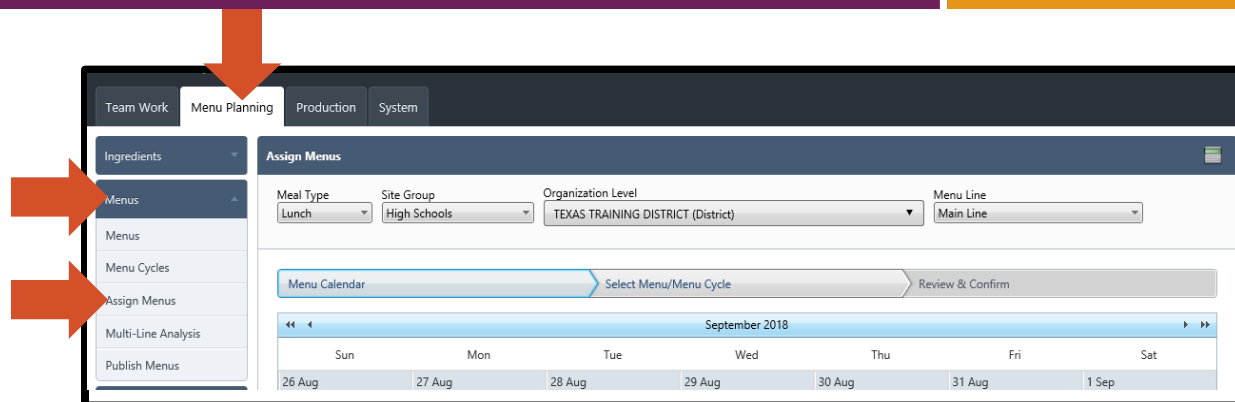 Team Work Menu Planning Production System
Ingredients
Menus
Menus
Menu Cycles
Assign Menus
Multi-Line Analysis
Publish Menus
Assign Menus
Meal Type Site Group Organization Level Menu Line
Lunch High Schools TEXAS TRAINING DISTRICT (District) Main Line
Menu Calendar Select Menu/Menu Cycle Review & Confirm
September 2018
Sun Mon Tue Wed Thu Fri Sat
26 Aug 27 Aug 28 Aug 29 Aug 30 Aug 31 Aug 1 Sep